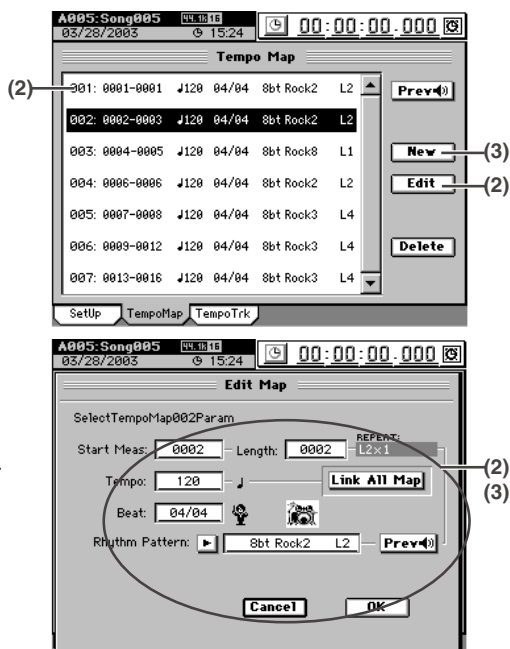 A005:Song005 44.1k 16 00:00:00.000
03/28/2003 15:24
Tempo Map
(2) 001: 0001-0001 ♩120 04/04 8bt Rock2 L2 Prev
002: 0002-0003 ♩120 04/04 8bt Rock2 L2
003: 0004-0005 ♩120 04/04 8bt Rock8 L1 New (3)
004: 0006-0006 ♩120 04/04 8bt Rock2 L2 Edit (2)
005: 0007-0008 ♩120 04/04 8bt Rock3 L4
006: 0009-0012 ♩120 04/04 8bt Rock3 L4 Delete
007: 0013-0016 ♩120 04/04 8bt Rock3 L4
SetUp TempoMap TempoTrk
A005:Song005 44.1k 16 00:00:00.000
03/28/2003 15:24
Edit Map
SelectTempoMap002Param
REPEAT:
Start Meas: 0002 Length: 0002 L2×1
(2)
Tempo: 120 ♩ Link All Map
(3)
Beat: 04/04
Rhythm Pattern: 8bt Rock2 L2 Prev
Cancel OK